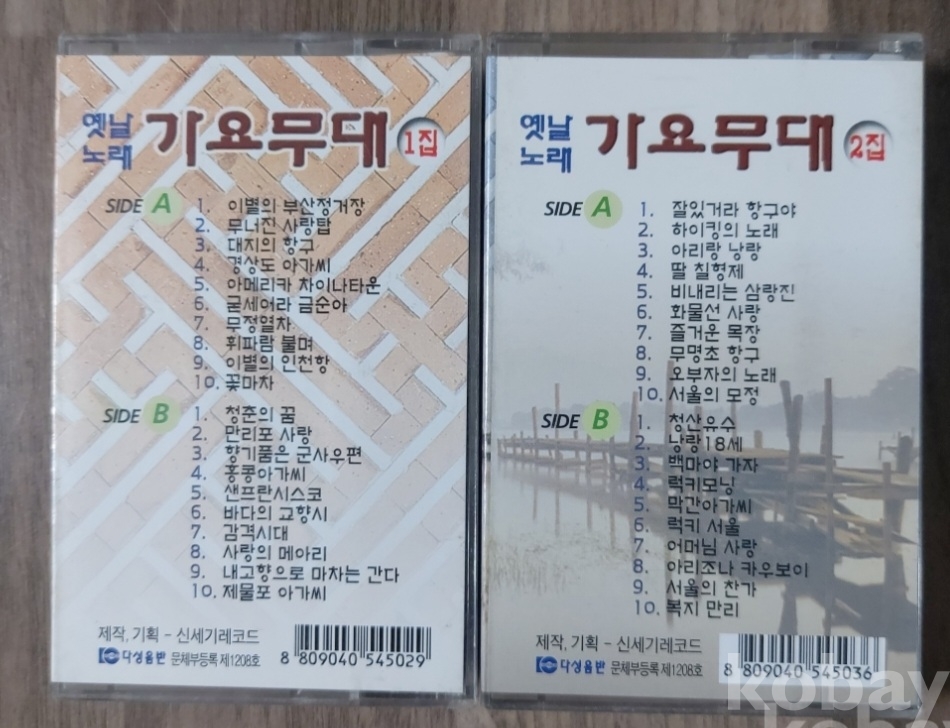 옛날 노래 가요무대 1집
SIDE A
1. 이별의 부산정거장
2. 무너진 사랑탑
3. 대지의 항구
4. 경상도 아가씨
5. 아메리카 차이나타운
6. 굳세어라 금순아
7. 무정열차
8. 휘파람 불며
9. 이별의 인천항
10. 꽃마차
SIDE B
1. 청춘의 꿈
2. 만리포 사랑
3. 향기품은 군사우편
4. 홍콩아가씨
5. 샌프란시스코
6. 바다의 교향시
7. 감격시대
8. 사랑의 메아리
9. 내고향으로 마차는 간다
10. 제물포 아가씨
제작, 기획 - 신세기레코드
다성음반 문체부등록 제1208호
8 809040 545029
옛날 노래 가요무대 2집
SIDE A
1. 잘있거라 항구야
2. 하이킹의 노래
3. 아리랑 낭랑
4. 딸 칠형제
5. 비내리는 삼랑진
6. 화물선 사랑
7. 즐거운 목장
8. 무명초 항구
9. 오부자의 노래
10. 서울의 모정
SIDE B
1. 청산유수
2. 낭랑18세
3. 백마야 가자
4. 럭키모닝
5. 막간아가씨
6. 럭키 서울
7. 어머님 사랑
8. 아리조나 카우보이
9. 서울의 찬가
10. 복지 만리
제작, 기획 - 신세기레코드
다성음반 문체부등록 제1208호
8 809040 545036
kobay